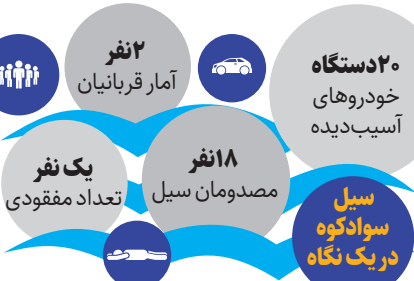 ۲۰دستگاه
خودروهای
آسیب‌دیده
۲نفر
آمار قربانیان
۱۸نفر
مصدومان سیل
یک نفر
تعداد مفقودی
سیل
سوادکوه
در یک نگاه